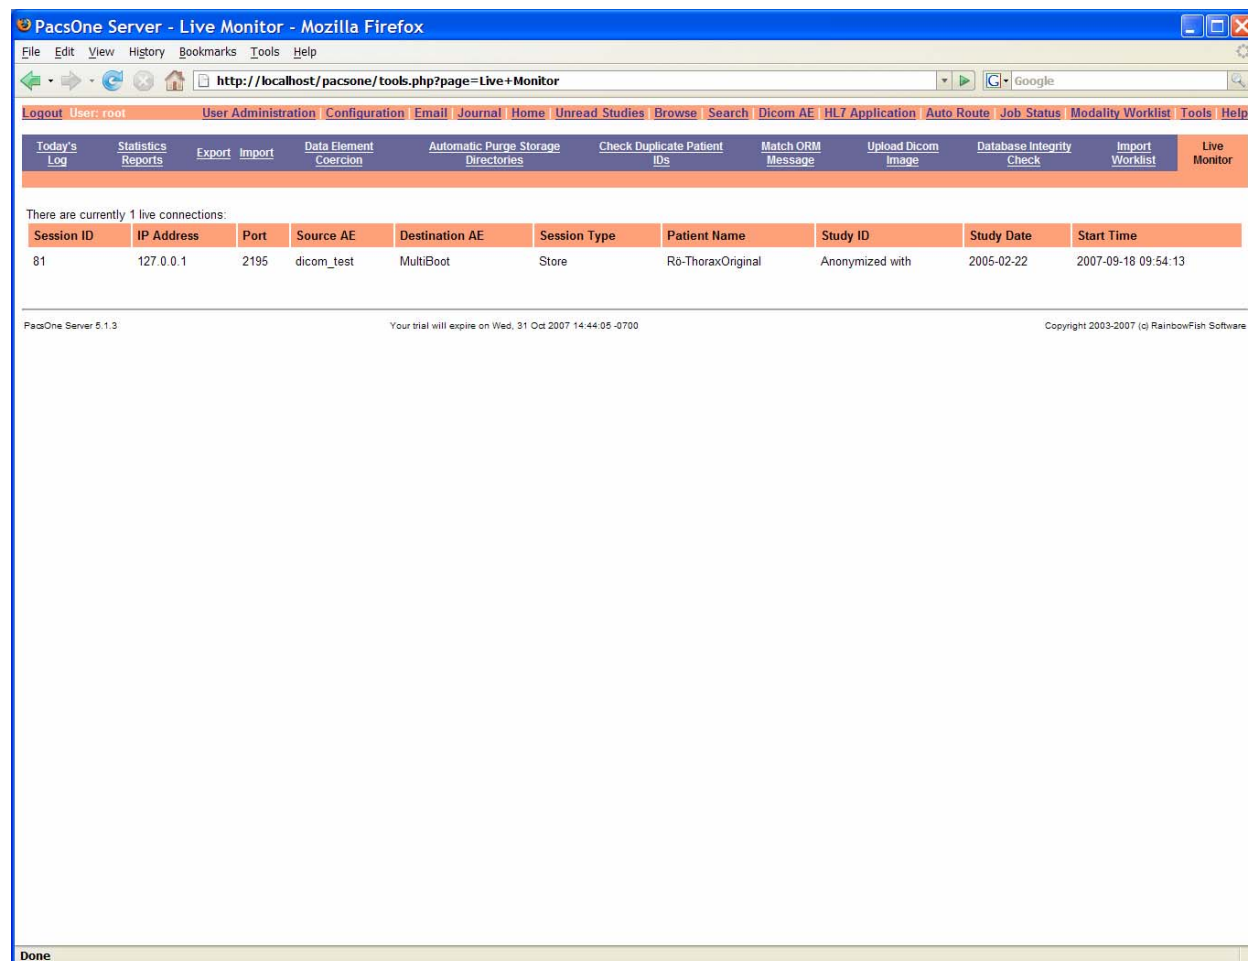 PacsOne Server - Live Monitor - Mozilla Firefox
File Edit View History Bookmarks Tools Help
http://localhost/pacsone/tools.php?page=Live+Monitor
G Google
Logout User: root User Administration | Configuration | Email | Journal | Home | Unread Studies | Browse | Search | Dicom AE | HL7 Application | Auto Route | Job Status | Modality Worklist | Tools | Help
Today's Log Statistics Reports Export Import Data Element Coercion Automatic Purge Storage Directories Check Duplicate Patient IDs Match ORM Message Upload Dicom Image Database Integrity Check Import Worklist Live Monitor
There are currently 1 live connections:
Session ID IP Address Port Source AE Destination AE Session Type Patient Name Study ID Study Date Start Time
81 127.0.0.1 2195 dicom_test MultiBoot Store Rö-ThoraxOriginal Anonymized with 2005-02-22 2007-09-18 09:54:13
PacsOne Server 5.1.3 Your trial will expire on Wed, 31 Oct 2007 14:44:05 -0700 Copyright 2003-2007 (c) RainbowFish Software
Done